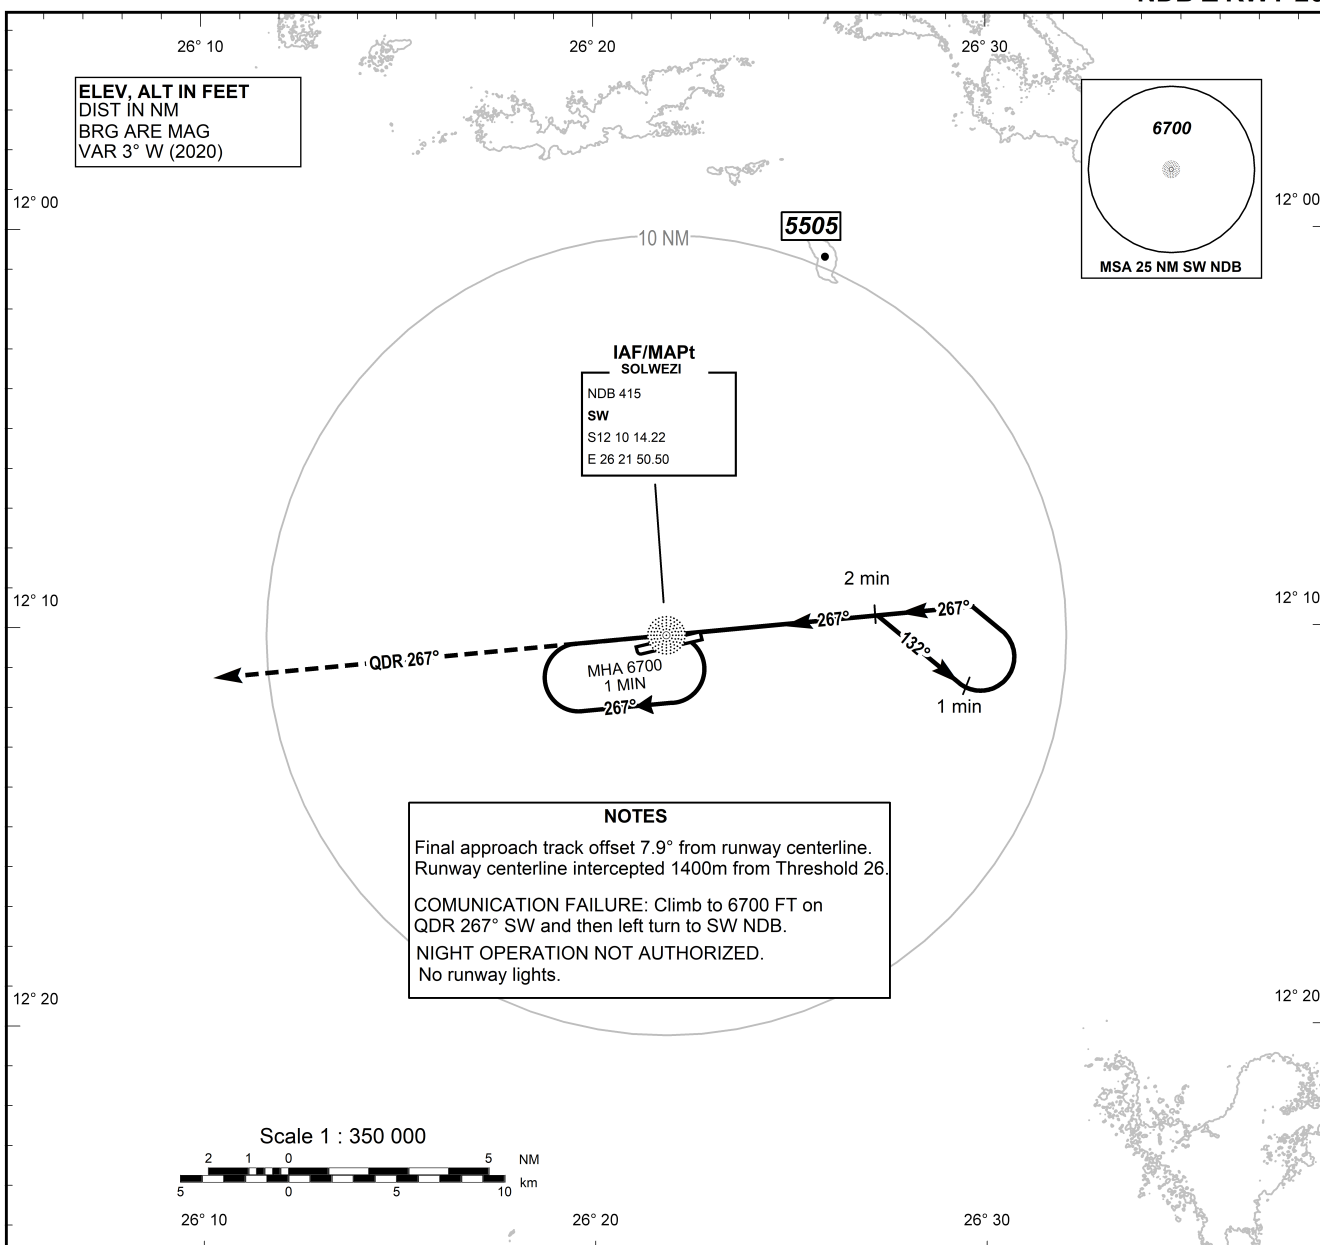 26° 10
26° 20
26° 30
ELEV, ALT IN FEET
DIST IN NM
BRG ARE MAG
VAR 3° W (2020)
6700
MSA 25 NM SW NDB
12° 00
12° 00
5505
10 NM
IAF/MAPt
SOLWEZI
NDB 415
SW
S12 10 14.22
E 26 21 50.50
2 min
12° 10
12° 10
267°
267°
132°
QDR 267°
MHA 6700
1 MIN
267°
1 min
NOTES
Final approach track offset 7.9° from runway centerline.
Runway centerline intercepted 1400m from Threshold 26.
COMUNICATION FAILURE: Climb to 6700 FT on
QDR 267° SW and then left turn to SW NDB.
NIGHT OPERATION NOT AUTHORIZED.
No runway lights.
12° 20
12° 20
Scale 1 : 350 000
2 1 0 5 NM
5 0 5 10 km
26° 10
26° 20
26° 30